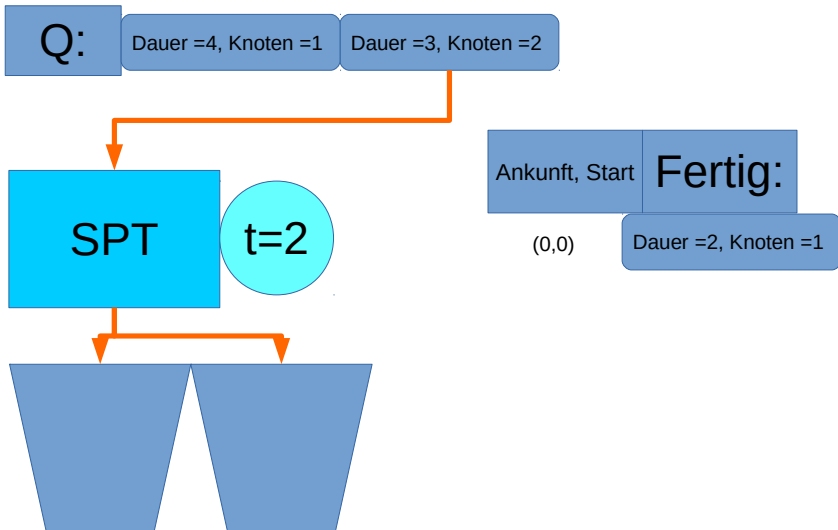 Q:
Dauer =4, Knoten =1
Dauer =3, Knoten =2
Ankunft, Start
Fertig:
SPT
t=2
(0,0)
Dauer =2, Knoten =1